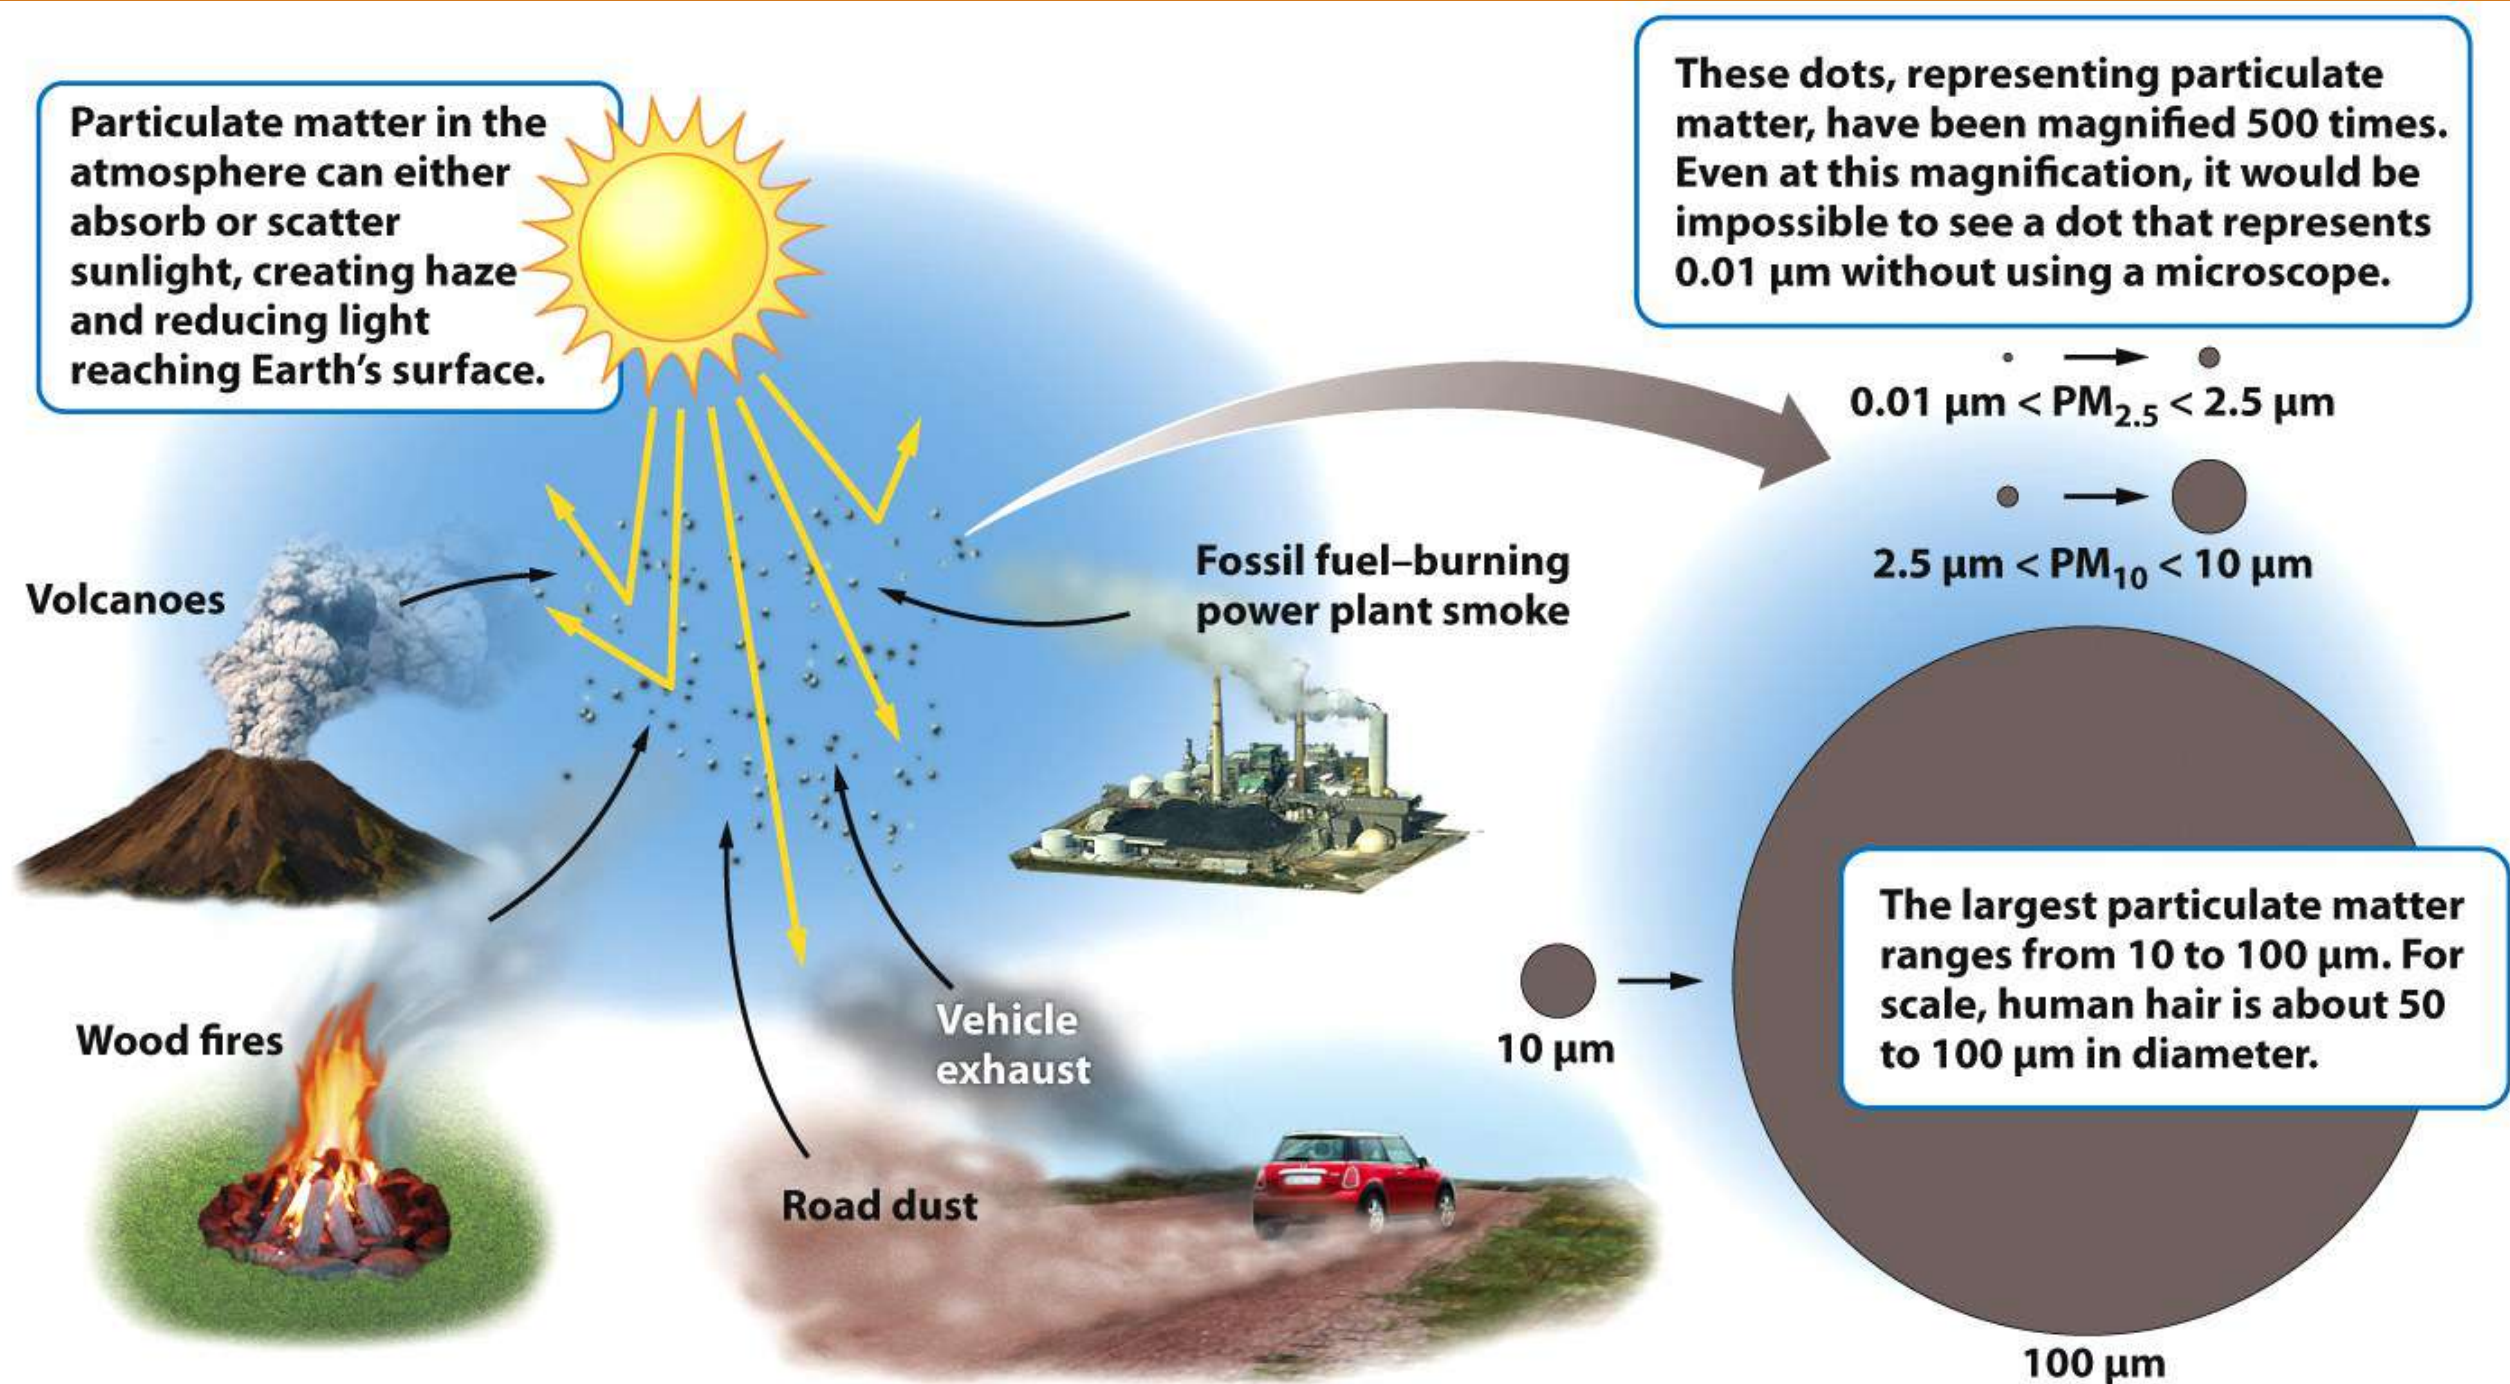 Particulate matter in the
atmosphere can either
absorb or scatter
sunlight, creating haze
and reducing light
reaching Earth's surface.
These dots, representing particulate
matter, have been magnified 500 times.
Even at this magnification, it would be
impossible to see a dot that represents
0.01 μm without using a microscope.
0.01 μm < PM₂.₅ < 2.5 μm
2.5 μm < PM₁₀ < 10 μm
Volcanoes
Fossil fuel–burning
power plant smoke
Wood fires
Vehicle
exhaust
Road dust
10 μm
The largest particulate matter
ranges from 10 to 100 μm. For
scale, human hair is about 50
to 100 μm in diameter.
100 μm